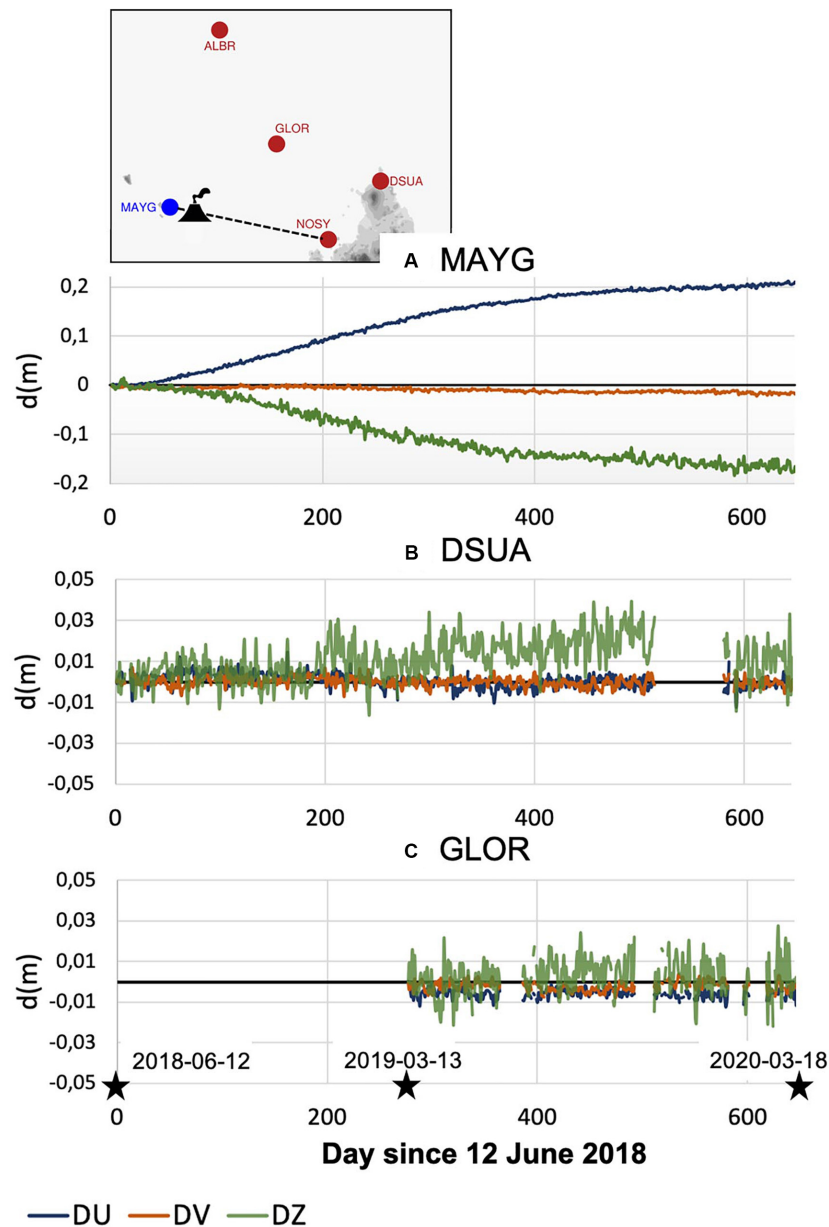 ALBR
GLOR
DSUA
MAYG
NOSY
A MAYG
0,2
0,1
0
-0,1
-0,2
d(m)
0 200 400 600
B DSUA
0,05
0,03
0,01
-0,01
-0,03
-0,05
d(m)
0 200 400 600
C GLOR
0,05
0,03
0,01
-0,01
-0,03
-0,05
d(m)
2018-06-12 2019-03-13 2020-03-18
0 200 400 600
Day since 12 June 2018
DU DV DZ